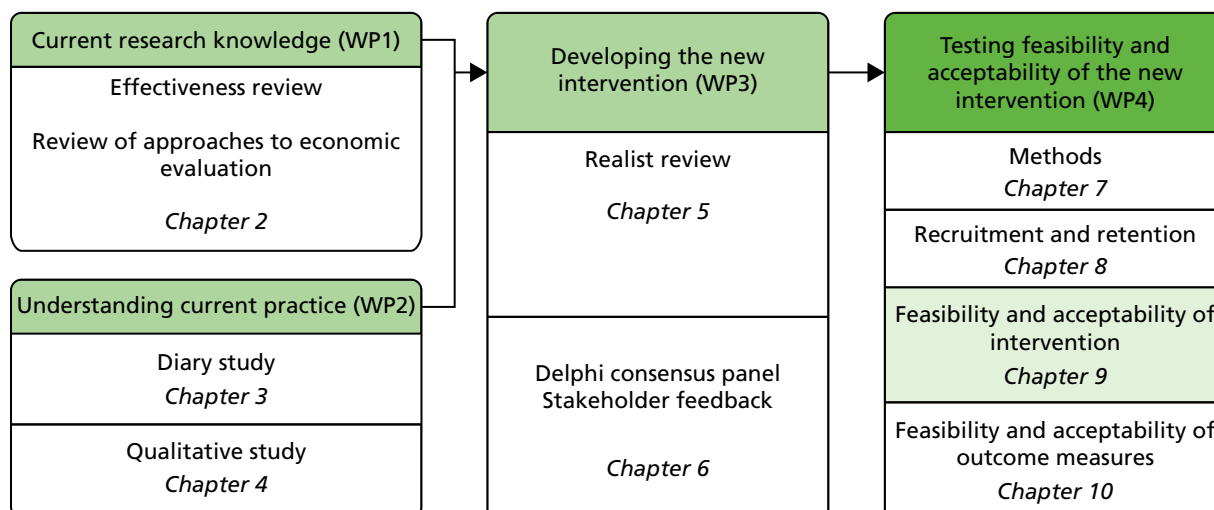 Current research knowledge (WP1)
Effectiveness review
Review of approaches to economic
evaluation
Chapter 2
Understanding current practice (WP2)
Diary study
Chapter 3
Qualitative study
Chapter 4
Developing the new
intervention (WP3)
Realist review
Chapter 5
Delphi consensus panel
Stakeholder feedback
Chapter 6
Testing feasibility and
acceptability of the new
intervention (WP4)
Methods
Chapter 7
Recruitment and retention
Chapter 8
Feasibility and acceptability of
intervention
Chapter 9
Feasibility and acceptability of
outcome measures
Chapter 10